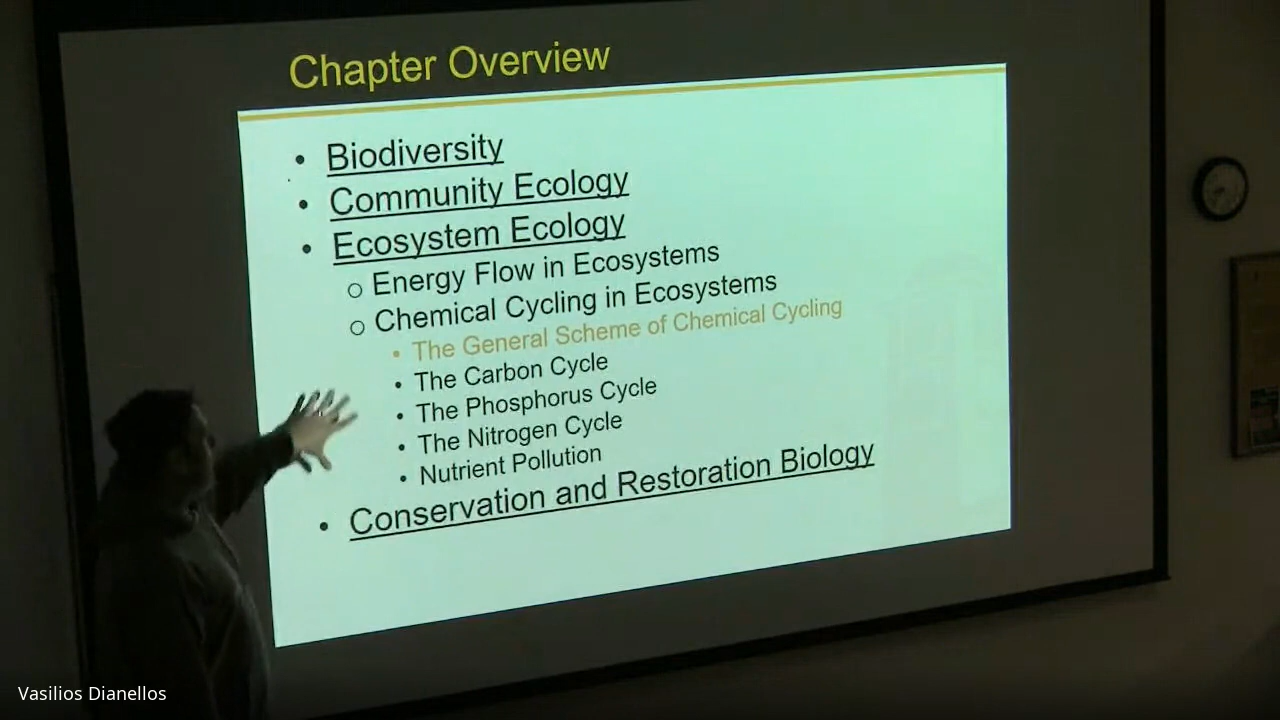 Chapter Overview
• Biodiversity
• Community Ecology
• Ecosystem Ecology
o Energy Flow in Ecosystems
o Chemical Cycling in Ecosystems
• The General Scheme of Chemical Cycling
• The Carbon Cycle
• The Phosphorus Cycle
• The Nitrogen Cycle
• Nutrient Pollution
• Conservation and Restoration Biology
Vasilios Dianellos